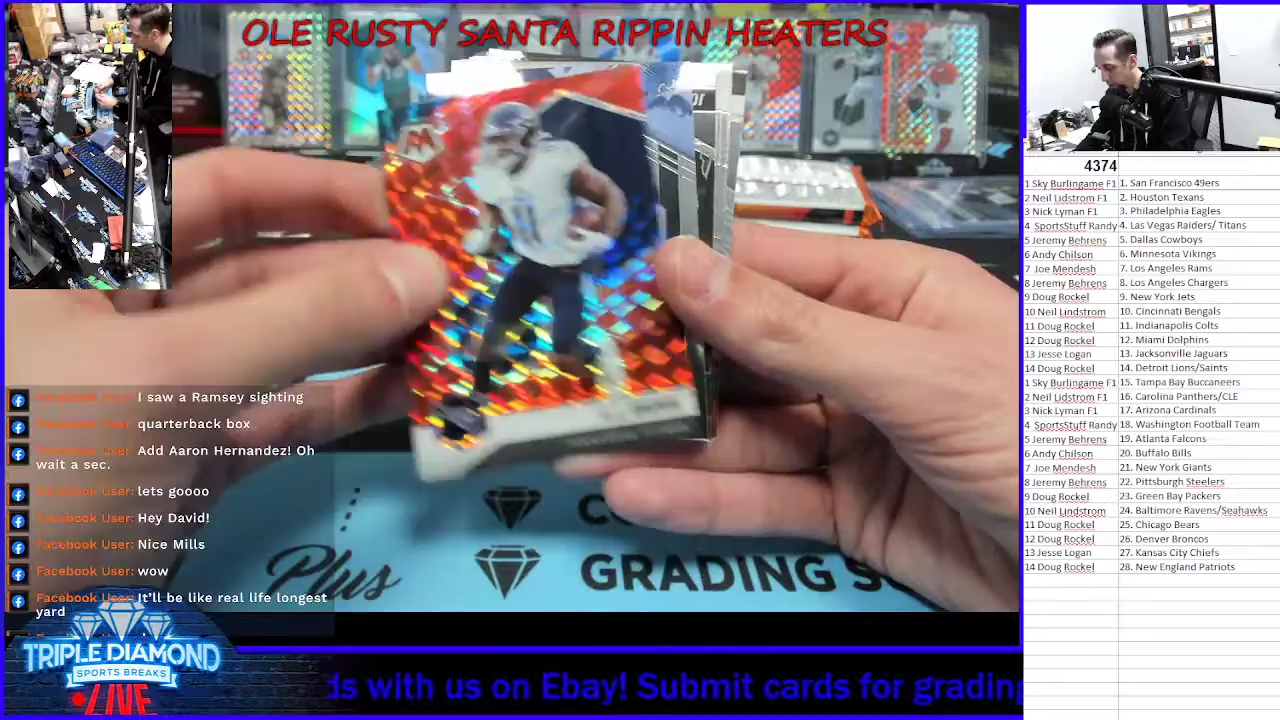 OLE RUSTY SANTA RIPPIN HEATERS
Facebook User: I saw a Ramsey sighting
Facebook User: quarterback box
Facebook User: Add Aaron Hernandez! Oh
wait a sec.
Facebook User: lets goooo
Facebook User: Hey David!
Facebook User: Nice Mills
Facebook User: wow
Facebook User: It'll be like real life longest
yard
TRIPLE DIAMOND
SPORTS BREAKS
LIVE
Plus
GRADING
ds with us on Ebay! Submit cards for grading
4374
1 Sky Burlingame F1 1. San Francisco 49ers
2 Neil Lidstrom F1 2. Houston Texans
3 Nick Lyman F1 3. Philadelphia Eagles
4 SportsStuff Randy 4. Las Vegas Raiders/ Titans
5 Jeremy Behrens 5. Dallas Cowboys
6 Andy Chilson 6. Minnesota Vikings
7 Joe Mendesh 7. Los Angeles Rams
8 Jeremy Behrens 8. Los Angeles Chargers
9 Doug Rockel 9. New York Jets
10 Neil Lindstrom 10. Cincinnati Bengals
11 Doug Rockel 11. Indianapolis Colts
12 Doug Rockel 12. Miami Dolphins
13 Jesse Logan 13. Jacksonville Jaguars
14 Doug Rockel 14. Detroit Lions/Saints
1 Sky Burlingame F1 15. Tampa Bay Buccaneers
2 Neil Lidstrom F1 16. Carolina Panthers/CLE
3 Nick Lyman F1 17. Arizona Cardinals
4 SportsStuff Randy 18. Washington Football Team
5 Jeremy Behrens 19. Atlanta Falcons
6 Andy Chilson 20. Buffalo Bills
7 Joe Mendesh 21. New York Giants
8 Jeremy Behrens 22. Pittsburgh Steelers
9 Doug Rockel 23. Green Bay Packers
10 Neil Lindstrom 24. Baltimore Ravens/Seahawks
11 Doug Rockel 25. Chicago Bears
12 Doug Rockel 26. Denver Broncos
13 Jesse Logan 27. Kansas City Chiefs
14 Doug Rockel 28. New England Patriots